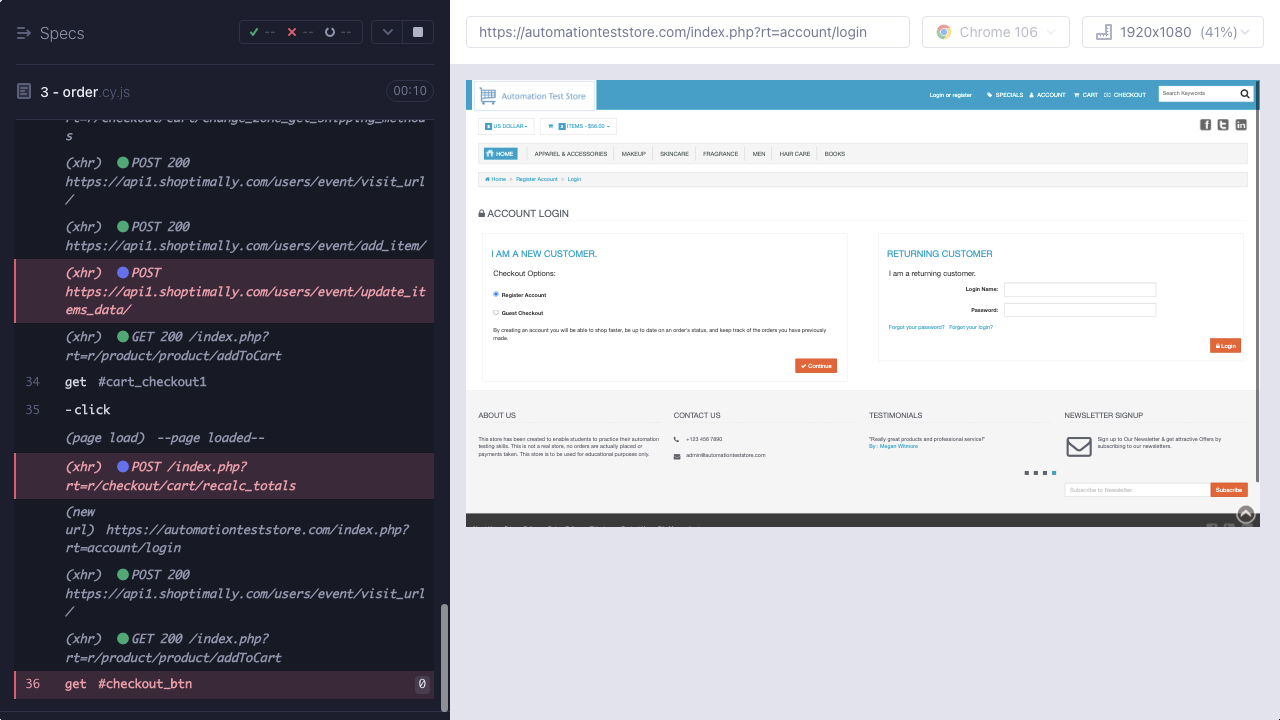 Specs
-- -- --
3 - order.cy.js
00:10
rt=r/checkout/cart/change_zone_get_shipping_method
s
(xhr) POST 200
https://api1.shoptimally.com/users/event/visit_url
/
(xhr) POST 200
https://api1.shoptimally.com/users/event/add_item/
(xhr) POST
https://api1.shoptimally.com/users/event/update_it
ems_data/
(xhr) GET 200 /index.php?
rt=r/product/product/addToCart
34 get #cart_checkout1
35 -click
(page load) --page loaded--
(xhr) POST /index.php?
rt=r/checkout/cart/recalc_totals
(new
url) https://automationteststore.com/index.php?
rt=account/login
(xhr) POST 200
https://api1.shoptimally.com/users/event/visit_url
/
(xhr) GET 200 /index.php?
rt=r/product/product/addToCart
36 get #checkout_btn 0
https://automationteststore.com/index.php?rt=account/login
Chrome 106
1920x1080 (41%)
Automation Test Store
Login or register
SPECIALS
ACCOUNT
CART
CHECKOUT
Search Keywords
US DOLLAR
ITEMS - $56.00
HOME
APPAREL & ACCESSORIES
MAKEUP
SKINCARE
FRAGRANCE
MEN
HAIR CARE
BOOKS
Home » Register Account » Login
ACCOUNT LOGIN
I AM A NEW CUSTOMER.
Checkout Options:
Register Account
Guest Checkout
By creating an account you will be able to shop faster, be up to date on an order's status, and keep track of the orders you have previously
made.
Continue
RETURNING CUSTOMER
I am a returning customer.
Login Name:
Password:
Forgot your password? Forgot your login?
Login
ABOUT US
This store has been created to enable students to practice their automation
testing skills. This is not a real store, no orders are actually placed or
payments taken. This store is to be used for educational purposes only.
CONTACT US
+123 456 7890
admin@automationteststore.com
TESTIMONIALS
"Really great products and professional service!"
By : Megan Witmore
NEWSLETTER SIGNUP
Sign up to Our Newsletter & get attractive Offers by
subscribing to our newsletters.
Subscribe to Newsletter
Subscribe